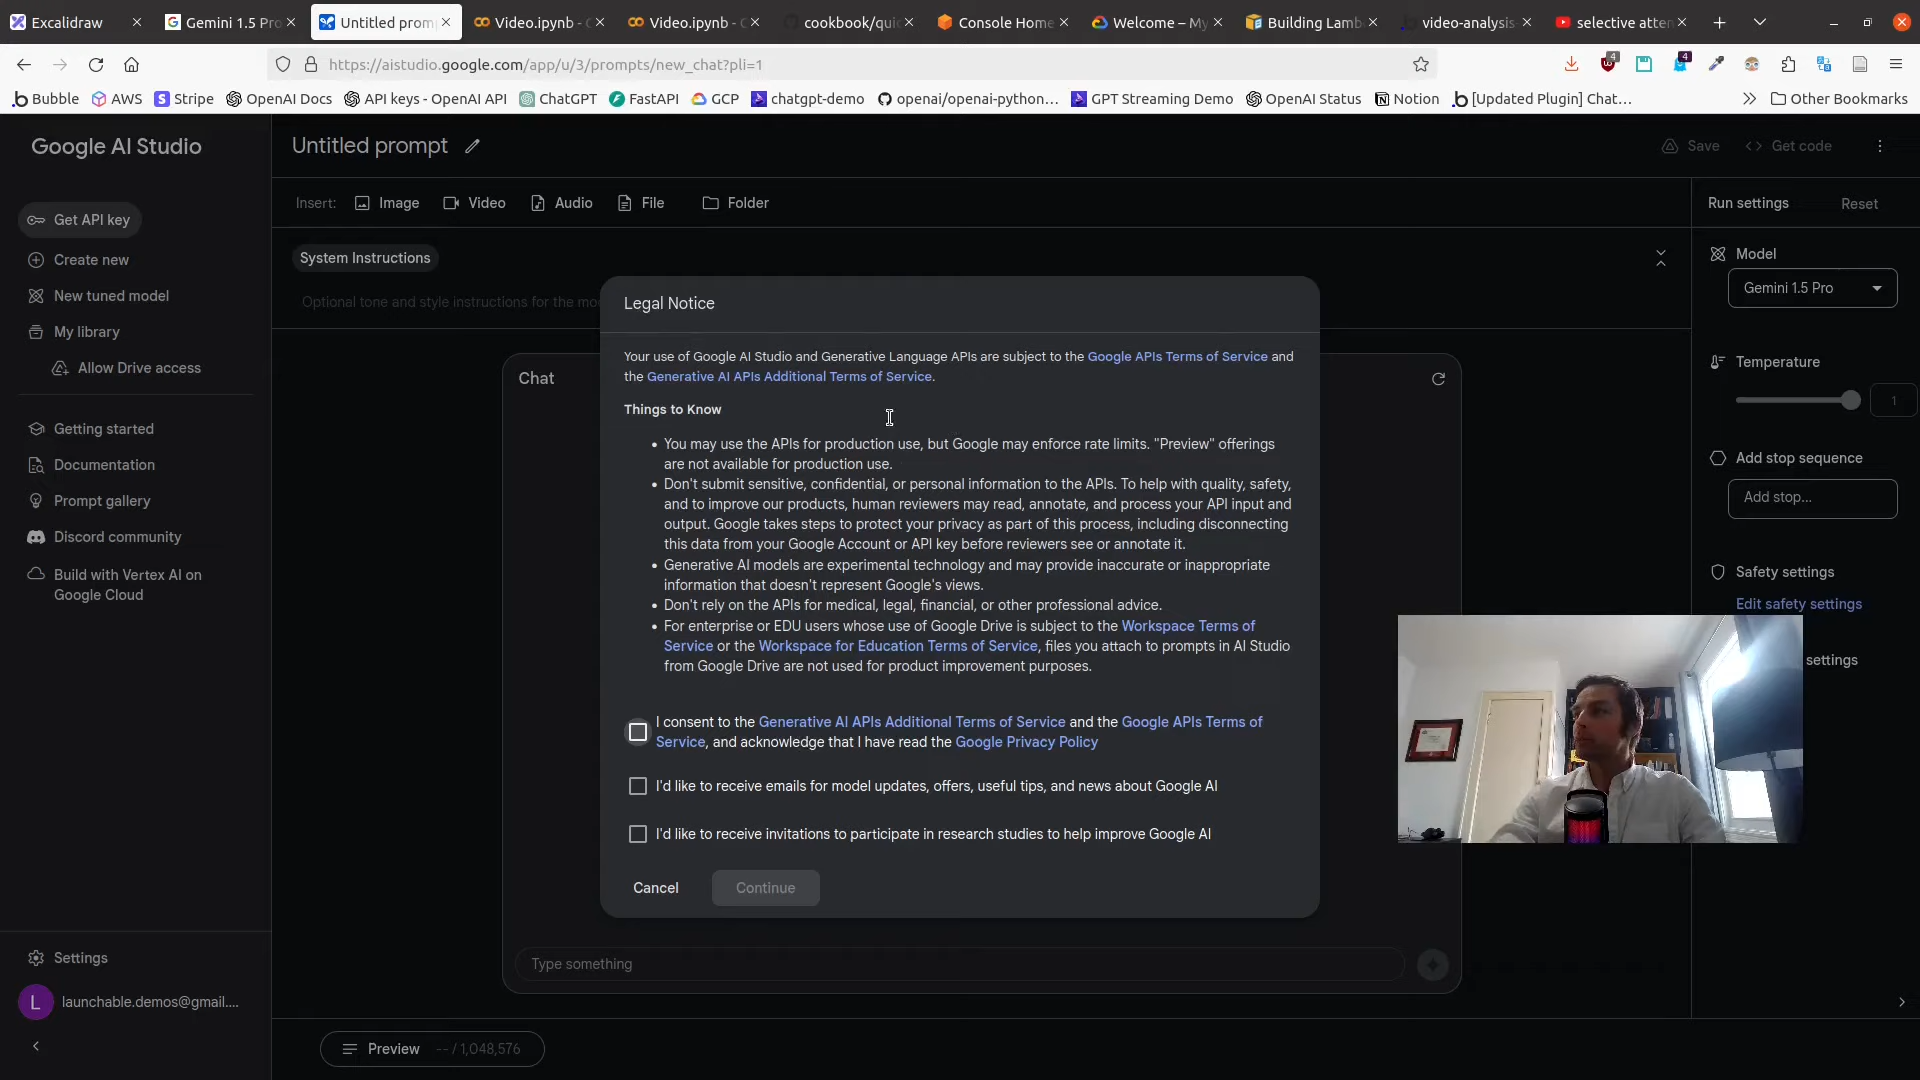 Excalidraw
Gemini 1.5 Pro
Untitled promp
Video.ipynb - C
Video.ipynb - C
cookbook/qui
Console Home
Welcome – My
Building Lamb
video-analysis
selective atten
https://aistudio.google.com/app/u/3/prompts/new_chat?pli=1
4
4
Bubble
AWS
Stripe
OpenAI Docs
API keys - OpenAI API
ChatGPT
FastAPI
GCP
chatgpt-demo
openai/openai-python...
GPT Streaming Demo
OpenAI Status
Notion
[Updated Plugin] Chat...
Other Bookmarks
Google AI Studio
Untitled prompt
Save
Get code
Get API key
Create new
New tuned model
My library
Allow Drive access
Getting started
Documentation
Prompt gallery
Discord community
Build with Vertex AI on
Google Cloud
Settings
L
launchable.demos@gmail....
Insert:
Image
Video
Audio
File
Folder
System Instructions
Optional tone and style instructions for the mo
Chat
Legal Notice
Your use of Google AI Studio and Generative Language APIs are subject to the Google APIs Terms of Service and
the Generative AI APIs Additional Terms of Service.
Things to Know
• You may use the APIs for production use, but Google may enforce rate limits. "Preview" offerings
are not available for production use.
• Don't submit sensitive, confidential, or personal information to the APIs. To help with quality, safety,
and to improve our products, human reviewers may read, annotate, and process your API input and
output. Google takes steps to protect your privacy as part of this process, including disconnecting
this data from your Google Account or API key before reviewers see or annotate it.
• Generative AI models are experimental technology and may provide inaccurate or inappropriate
information that doesn't represent Google's views.
• Don't rely on the APIs for medical, legal, financial, or other professional advice.
• For enterprise or EDU users whose use of Google Drive is subject to the Workspace Terms of
Service or the Workspace for Education Terms of Service, files you attach to prompts in AI Studio
from Google Drive are not used for product improvement purposes.
I consent to the Generative AI APIs Additional Terms of Service and the Google APIs Terms of
Service, and acknowledge that I have read the Google Privacy Policy
I'd like to receive emails for model updates, offers, useful tips, and news about Google AI
I'd like to receive invitations to participate in research studies to help improve Google AI
Cancel
Continue
Type something
Preview
-- / 1,048,576
Run settings
Reset
Model
Gemini 1.5 Pro
Temperature
1
Add stop sequence
Add stop...
Safety settings
Edit safety settings
settings